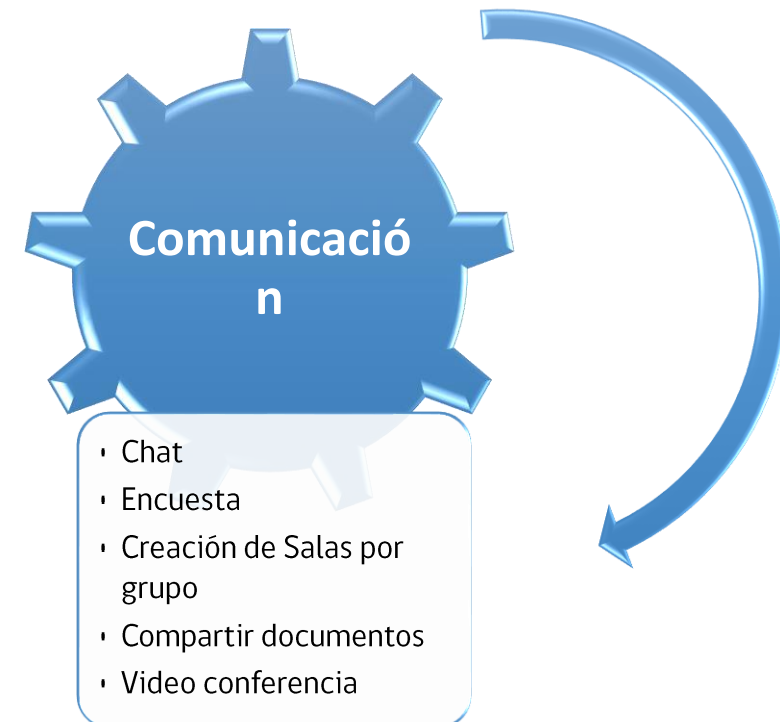 Comunicació
n
• Chat
• Encuesta
• Creación de Salas por
grupo
• Compartir documentos
• Video conferencia